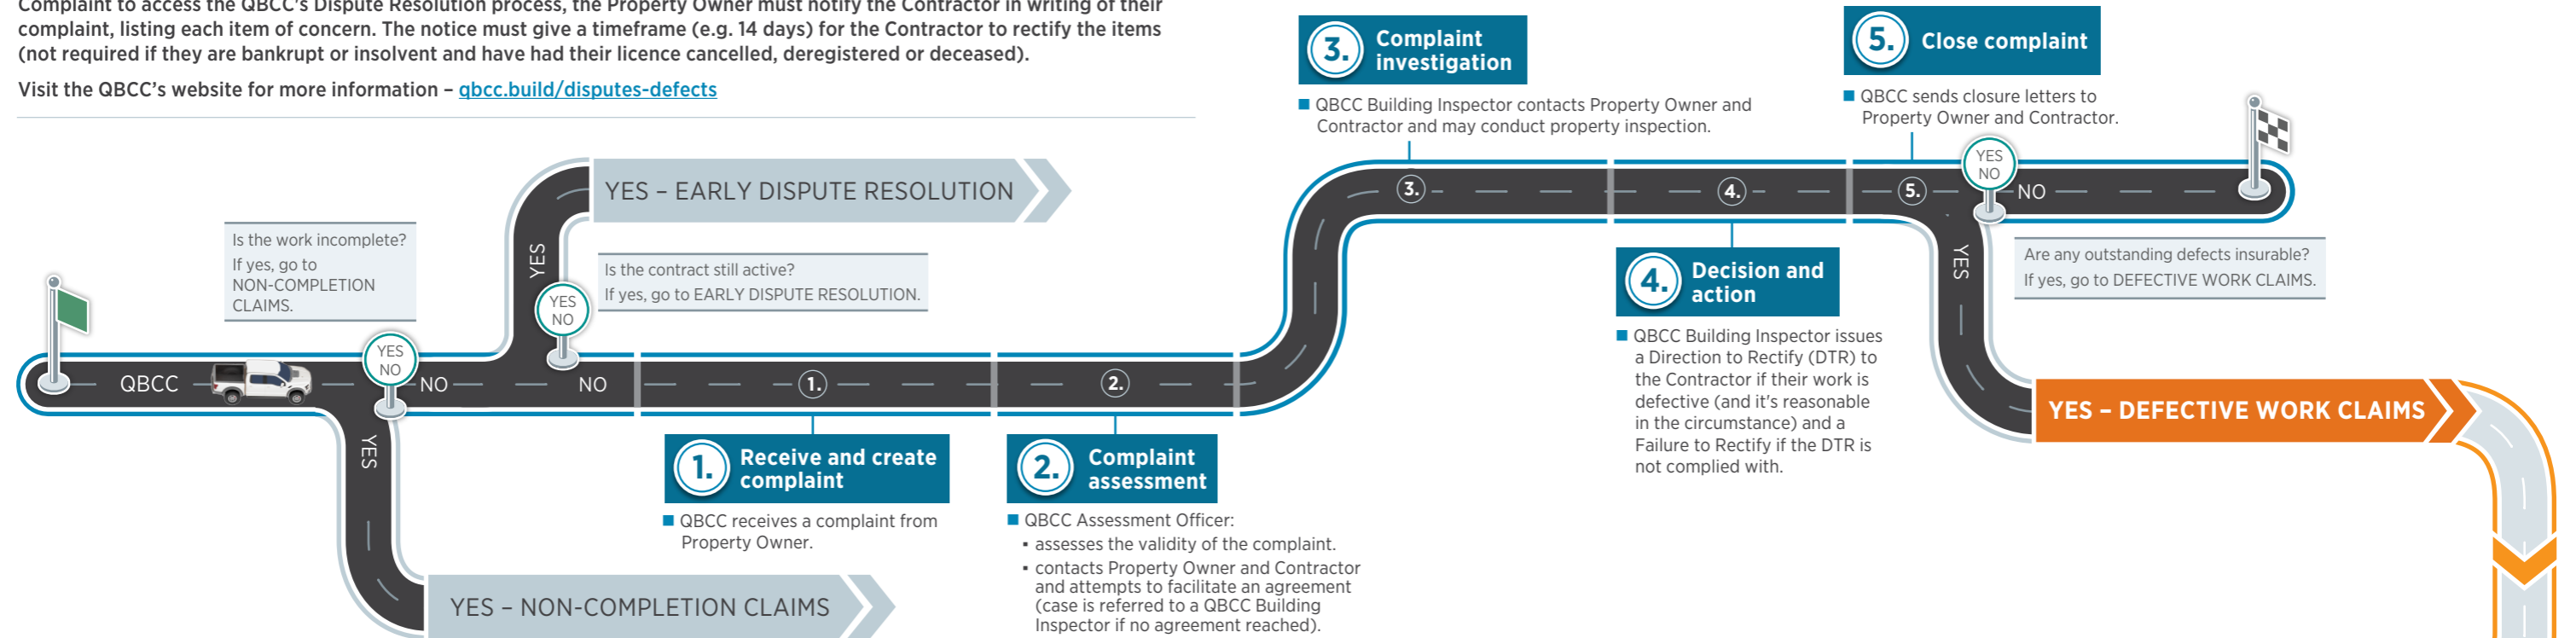 Complaint to access the QBCC's Dispute Resolution process, the Property Owner must notify the Contractor in writing of their
complaint, listing each item of concern. The notice must give a timeframe (e.g. 14 days) for the Contractor to rectify the items
(not required if they are bankrupt or insolvent and have had their licence cancelled, deregistered or deceased).
Visit the QBCC's website for more information – qbcc.build/disputes-defects
QBCC
Is the work incomplete?
If yes, go to
NON-COMPLETION
CLAIMS.
YES
NO
NO
YES
YES – NON-COMPLETION CLAIMS
YES
YES – EARLY DISPUTE RESOLUTION
Is the contract still active?
If yes, go to EARLY DISPUTE RESOLUTION.
YES
NO
NO
1.
1. Receive and create
complaint
QBCC receives a complaint from
Property Owner.
2.
2. Complaint
assessment
QBCC Assessment Officer:
assesses the validity of the complaint.
contacts Property Owner and Contractor
and attempts to facilitate an agreement
(case is referred to a QBCC Building
Inspector if no agreement reached).
3. Complaint
investigation
QBCC Building Inspector contacts Property Owner and
Contractor and may conduct property inspection.
3.
4.
4. Decision and
action
QBCC Building Inspector issues
a Direction to Rectify (DTR) to
the Contractor if their work is
defective (and it's reasonable
in the circumstance) and a
Failure to Rectify if the DTR is
not complied with.
5. Close complaint
QBCC sends closure letters to
Property Owner and Contractor.
5.
YES
NO
NO
YES
Are any outstanding defects insurable?
If yes, go to DEFECTIVE WORK CLAIMS.
YES – DEFECTIVE WORK CLAIMS